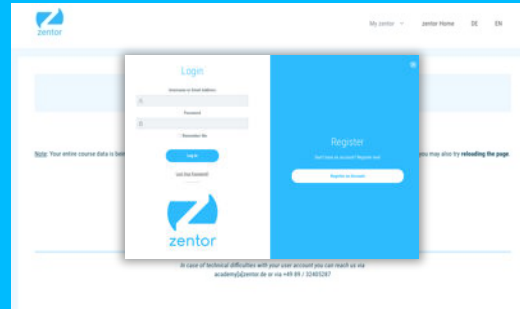 zentor
My zentor
zentor Home
DE
EN
Login
Username or Email Address
Password
Remember Me
Log In
Lost Your Password?
zentor
Register
Don't have an account? Register one!
Register an Account
Note: Your entire course data is bein
you may also try reloading the page
In case of technical difficulties with your user account you can reach us via
academy[a]zentor.de or via +49 89 / 32405287